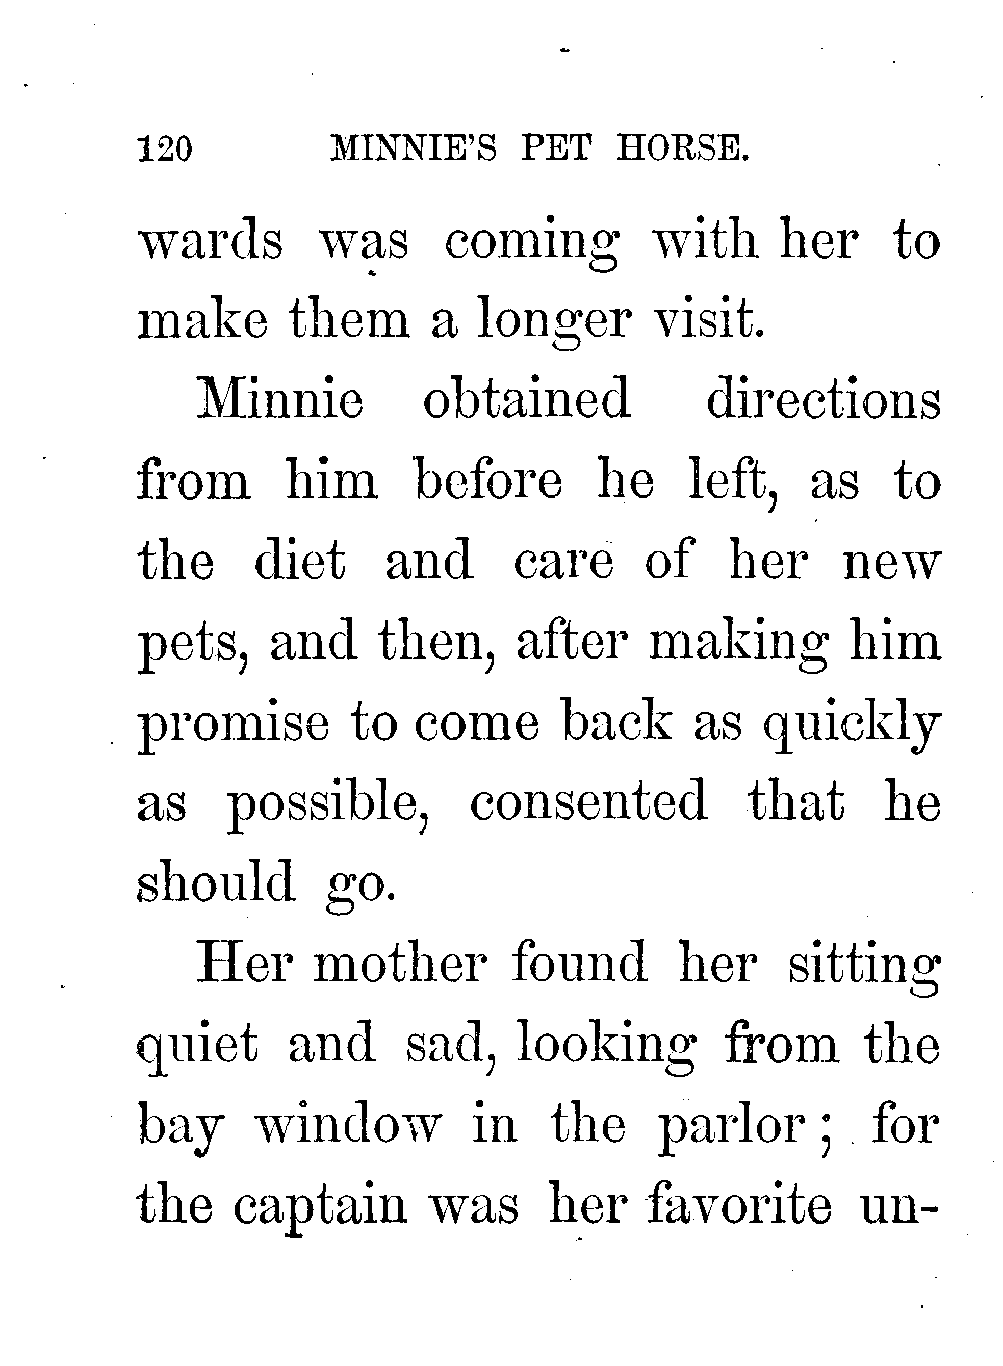 120 MINNIE'S PET HORSE.
wards was coming with her to
make them a longer visit.
Minnie obtained directions
from him before he left, as to
the diet and care of her new
pets, and then, after making him
promise to come back as quickly
as possible, consented that he
should go.
Her mother found her sitting
quiet and sad, looking from the
bay window in the parlor; for
the captain was her favorite un-